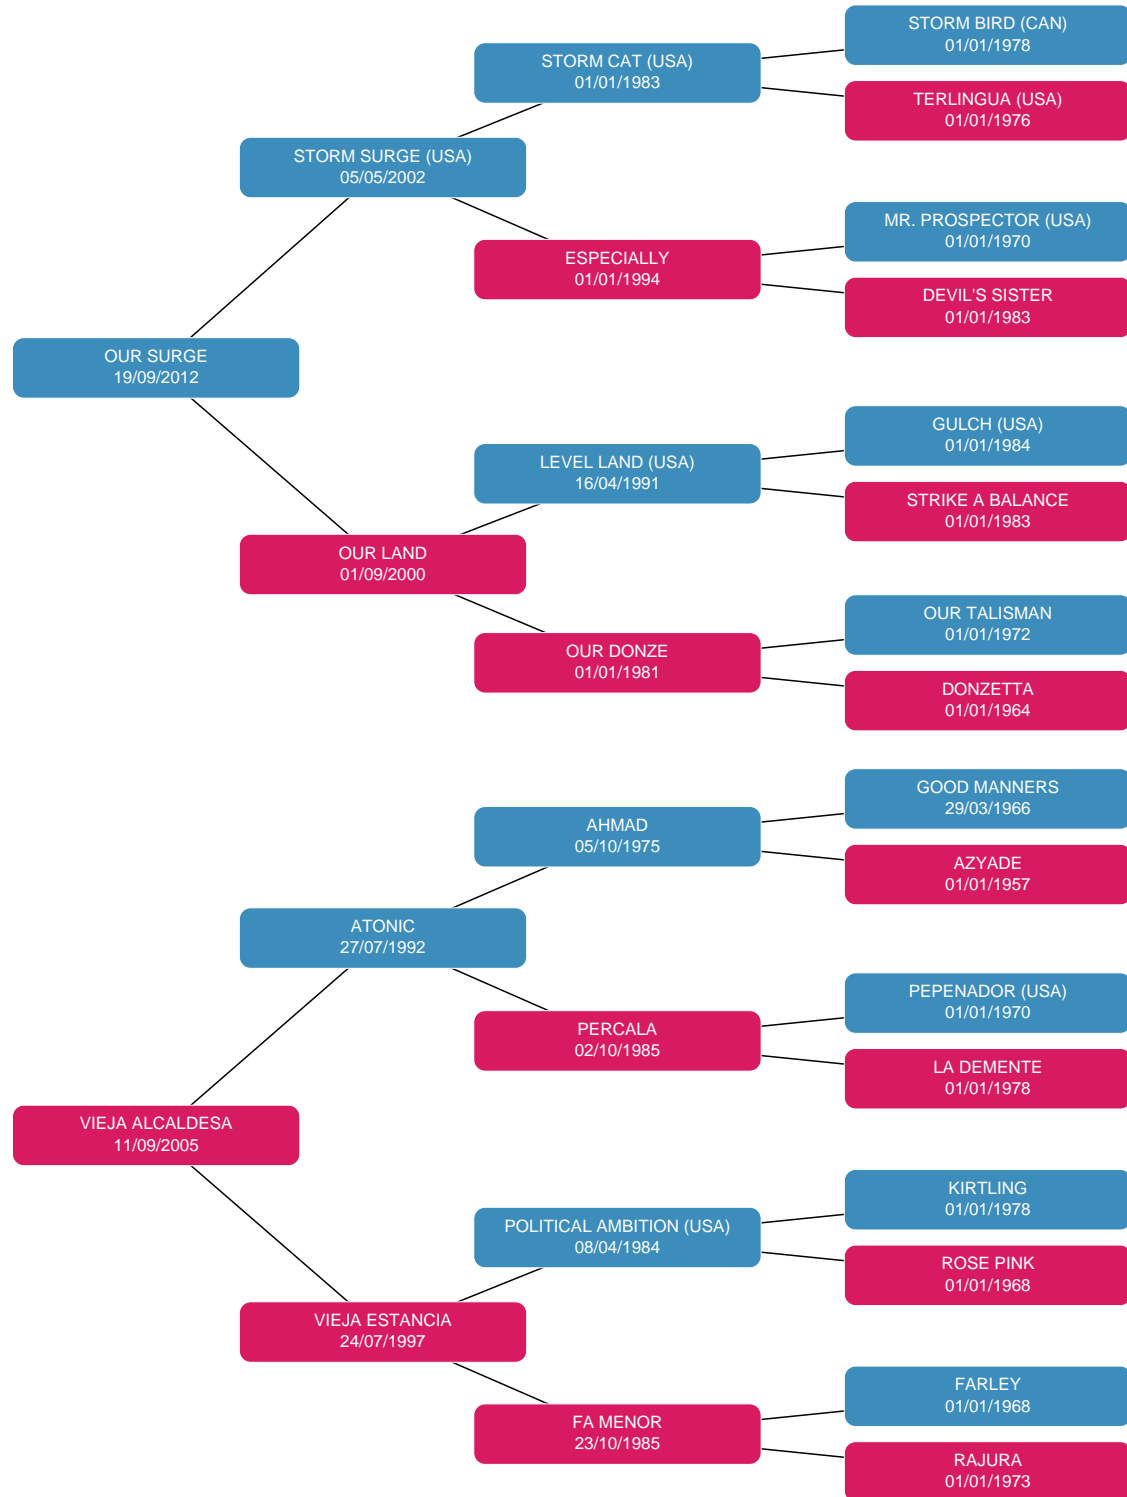 STORM BIRD (CAN)
01/01/1978
STORM CAT (USA)
01/01/1983
TERLINGUA (USA)
01/01/1976
STORM SURGE (USA)
05/05/2002
MR. PROSPECTOR (USA)
01/01/1970
ESPECIALLY
01/01/1994
DEVIL'S SISTER
01/01/1983
OUR SURGE
19/09/2012
GULCH (USA)
01/01/1984
LEVEL LAND (USA)
16/04/1991
STRIKE A BALANCE
01/01/1983
OUR LAND
01/09/2000
OUR TALISMAN
01/01/1972
OUR DONZE
01/01/1981
DONZETTA
01/01/1964
GOOD MANNERS
29/03/1966
AHMAD
05/10/1975
AZYADE
01/01/1957
ATONIC
27/07/1992
PEPENADOR (USA)
01/01/1970
PERCALA
02/10/1985
LA DEMENTE
01/01/1978
VIEJA ALCALDESA
11/09/2005
KIRTLING
01/01/1978
POLITICAL AMBITION (USA)
08/04/1984
ROSE PINK
01/01/1968
VIEJA ESTANCIA
24/07/1997
FARLEY
01/01/1968
FA MENOR
23/10/1985
RAJURA
01/01/1973